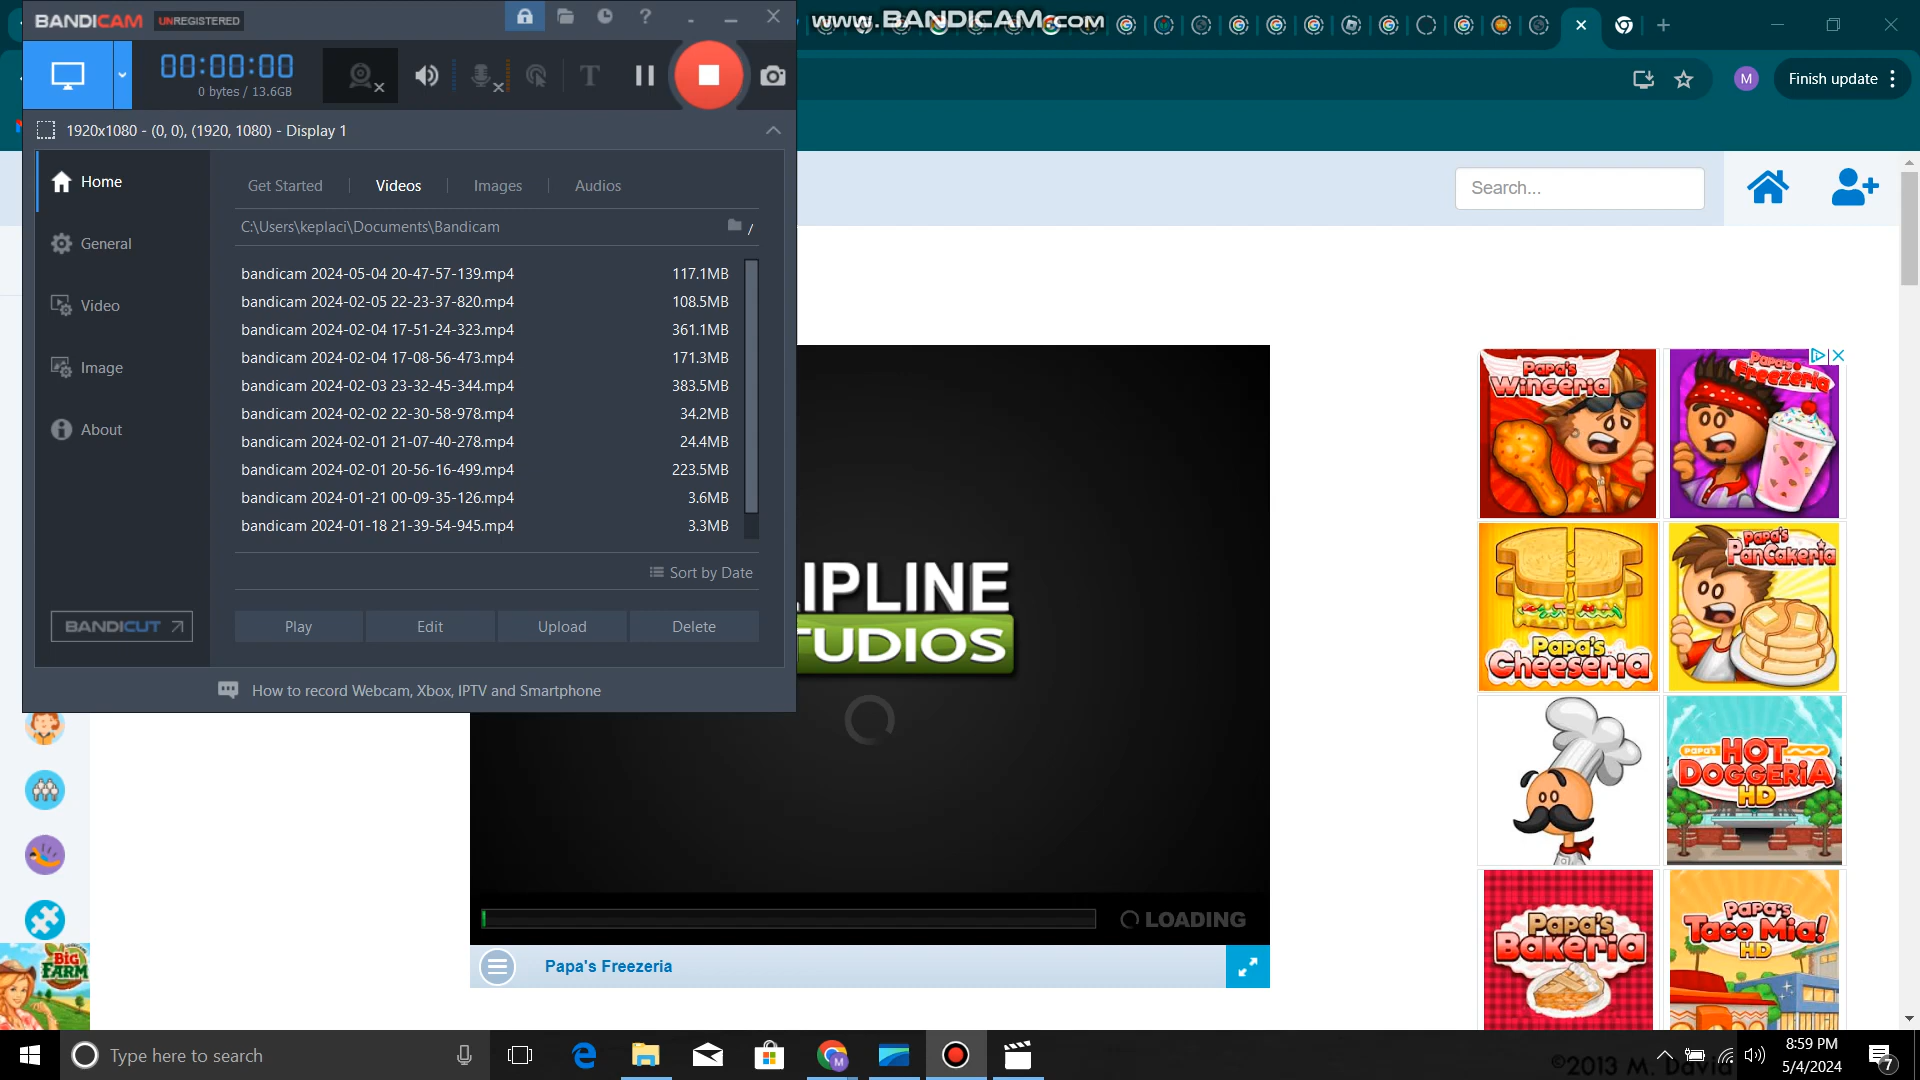 BANDICAM UNREGISTERED
www.BANDICAM.com
00:00:00
0 bytes / 13.6GB
Finish update
M
1920x1080 - (0, 0), (1920, 1080) - Display 1
Home
General
Video
Image
About
BANDICUT
Get Started
Videos
Images
Audios
C:\Users\keplaci\Documents\Bandicam
/
bandicam 2024-05-04 20-47-57-139.mp4 117.1MB
bandicam 2024-02-05 22-23-37-820.mp4 108.5MB
bandicam 2024-02-04 17-51-24-323.mp4 361.1MB
bandicam 2024-02-04 17-08-56-473.mp4 171.3MB
bandicam 2024-02-03 23-32-45-344.mp4 383.5MB
bandicam 2024-02-02 22-30-58-978.mp4 34.2MB
bandicam 2024-02-01 21-07-40-278.mp4 24.4MB
bandicam 2024-02-01 20-56-16-499.mp4 223.5MB
bandicam 2024-01-21 00-09-35-126.mp4 3.6MB
bandicam 2024-01-18 21-39-54-945.mp4 3.3MB
Sort by Date
Play
Edit
Upload
Delete
How to record Webcam, Xbox, IPTV and Smartphone
Search...
IPLINE
TUDIOS
LOADING
Papa's Freezeria
Papa's Wingeria
Papa's Freezeria
Papa's Cheeseria
Papa's PanCakeria
Papa's Hot Doggeria HD
Papa's Bakeria
Papa's Taco Mia! HD
BIG FARM
Type here to search
©2013 M. David
8:59 PM
5/4/2024
7